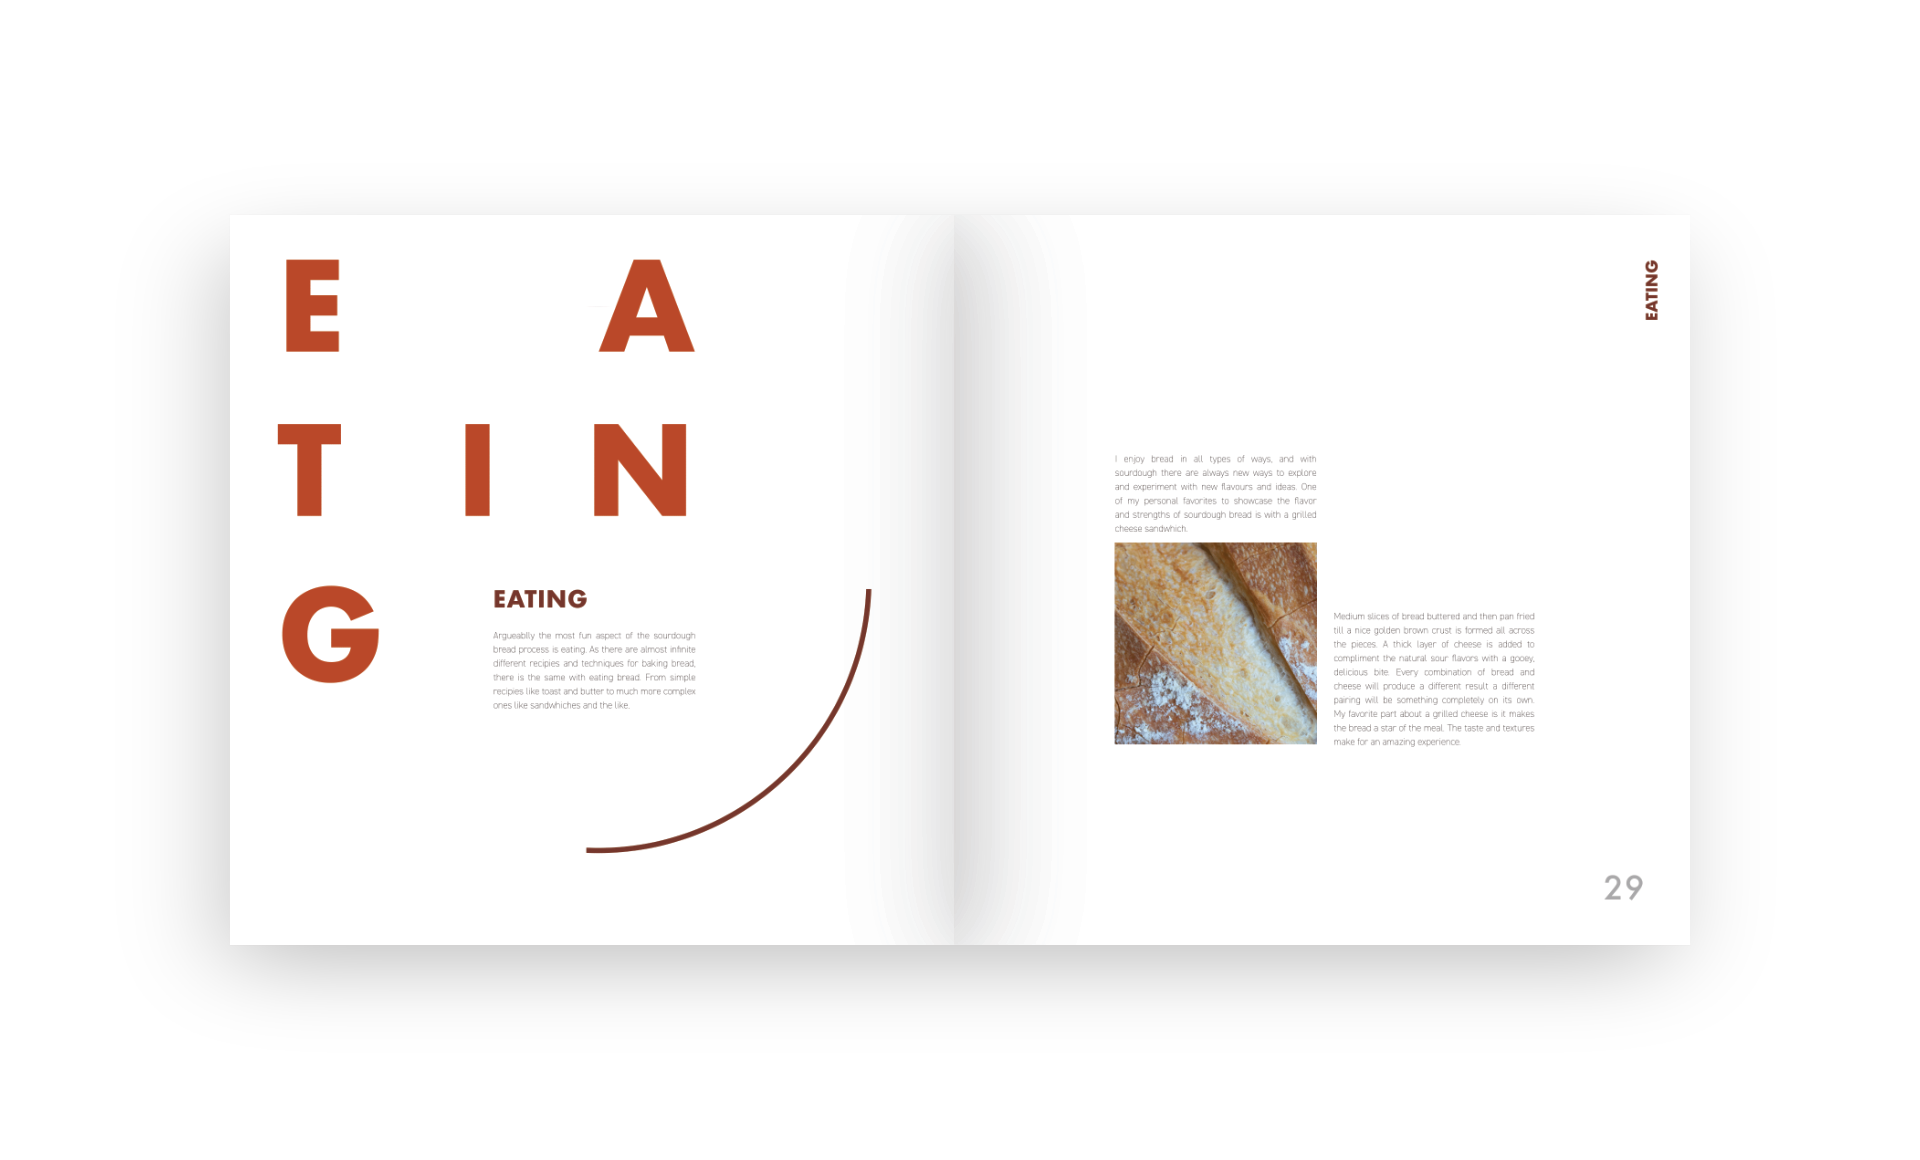 E A
T I N
G
EATING
Argueablly the most fun aspect of the sourdough
bread process is eating. As there are almost infinite
different recipies and techniques for baking bread,
there is the same with eating bread. From simple
recipies like toast and butter to much more complex
ones like sandwhiches and the like.
EATING
I enjoy bread in all types of ways, and with
sourdough there are always new ways to explore
and experiment with new flavours and ideas. One
of my personal favorites to showcase the flavor
and strengths of sourdough bread is with a grilled
cheese sandwhich.
Medium slices of bread buttered and then pan fried
till a nice golden brown crust is formed all across
the pieces. A thick layer of cheese is added to
compliment the natural sour flavors with a gooey,
delicious bite. Every combination of bread and
cheese will produce a different result a different
pairing will be something completely on its own.
My favorite part about a grilled cheese is it makes
the bread a star of the meal. The taste and textures
make for an amazing experience.
29